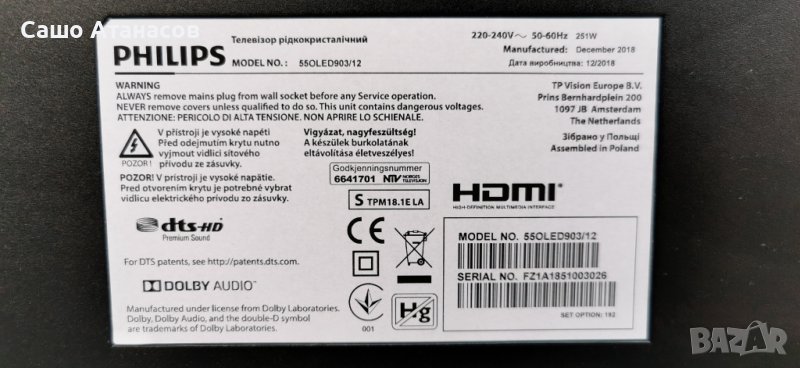 Сашо Атанасов
PHILIPS
Телевізор рідкокристалічний
MODEL NO.: 55OLED903/12
220-240V～ 50-60Hz 251W
Manufactured: December 2018
Дата виробництва: 12/2018
WARNING
ALWAYS remove mains plug from wall socket before any Service operation.
NEVER remove covers unless qualified to do so. This unit contains dangerous voltages.
ATTENZIONE: PERICOLO DI ALTA TENSIONE. NON APRIRE LO SCHIENALE.
TP Vision Europe B.V.
Prins Bernhardplein 200
1097 JB Amsterdam
The Netherlands
Зібрано у Польщі
Assembled in Poland
POZOR!
V přístroji je vysoké napětí
Před odejmutím krytu nutno
vyjmout vidlici síťového
přívodu ze zásuvky.
Vigyázat, nagyfeszültség!
A készülek burkolatának
eltávolítása életveszélyes!
POZOR! V prístroji je vysoké napätie.
Pred otvorením krytu je potrebné vybrat
vidlicu elektrického prívodu zo zásuvky.
Godkjenningsnummer
6641701 NTV NORGES TELEVISJON
S TPM18.1E LA
HDMI
HIGH-DEFINITION MULTIMEDIA INTERFACE
dts-HD
Premium Sound
For DTS patents, see http://patents.dts.com.
DOLBY AUDIO™
Manufactured under license from Dolby Laboratories.
Dolby, Dolby Audio, and the double-D symbol
are trademarks of Dolby Laboratories.
CE
001
Hg
MODEL NO. 55OLED903/12
SERIAL NO. FZ1A1851003026
SET OPTION: 192
BAZAR